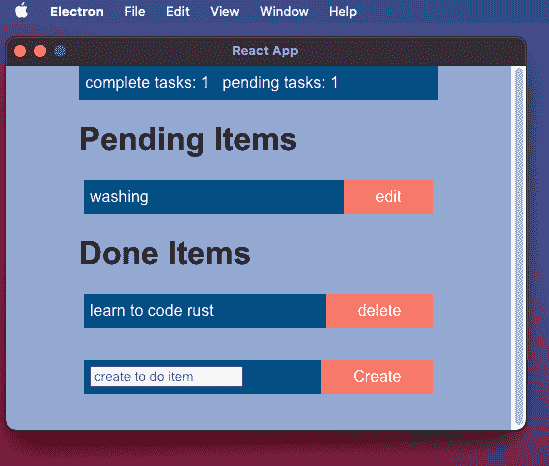 Electron File Edit View Window Help
React App
complete tasks: 1 pending tasks: 1
Pending Items
washing edit
Done Items
learn to code rust delete
create to do item Create